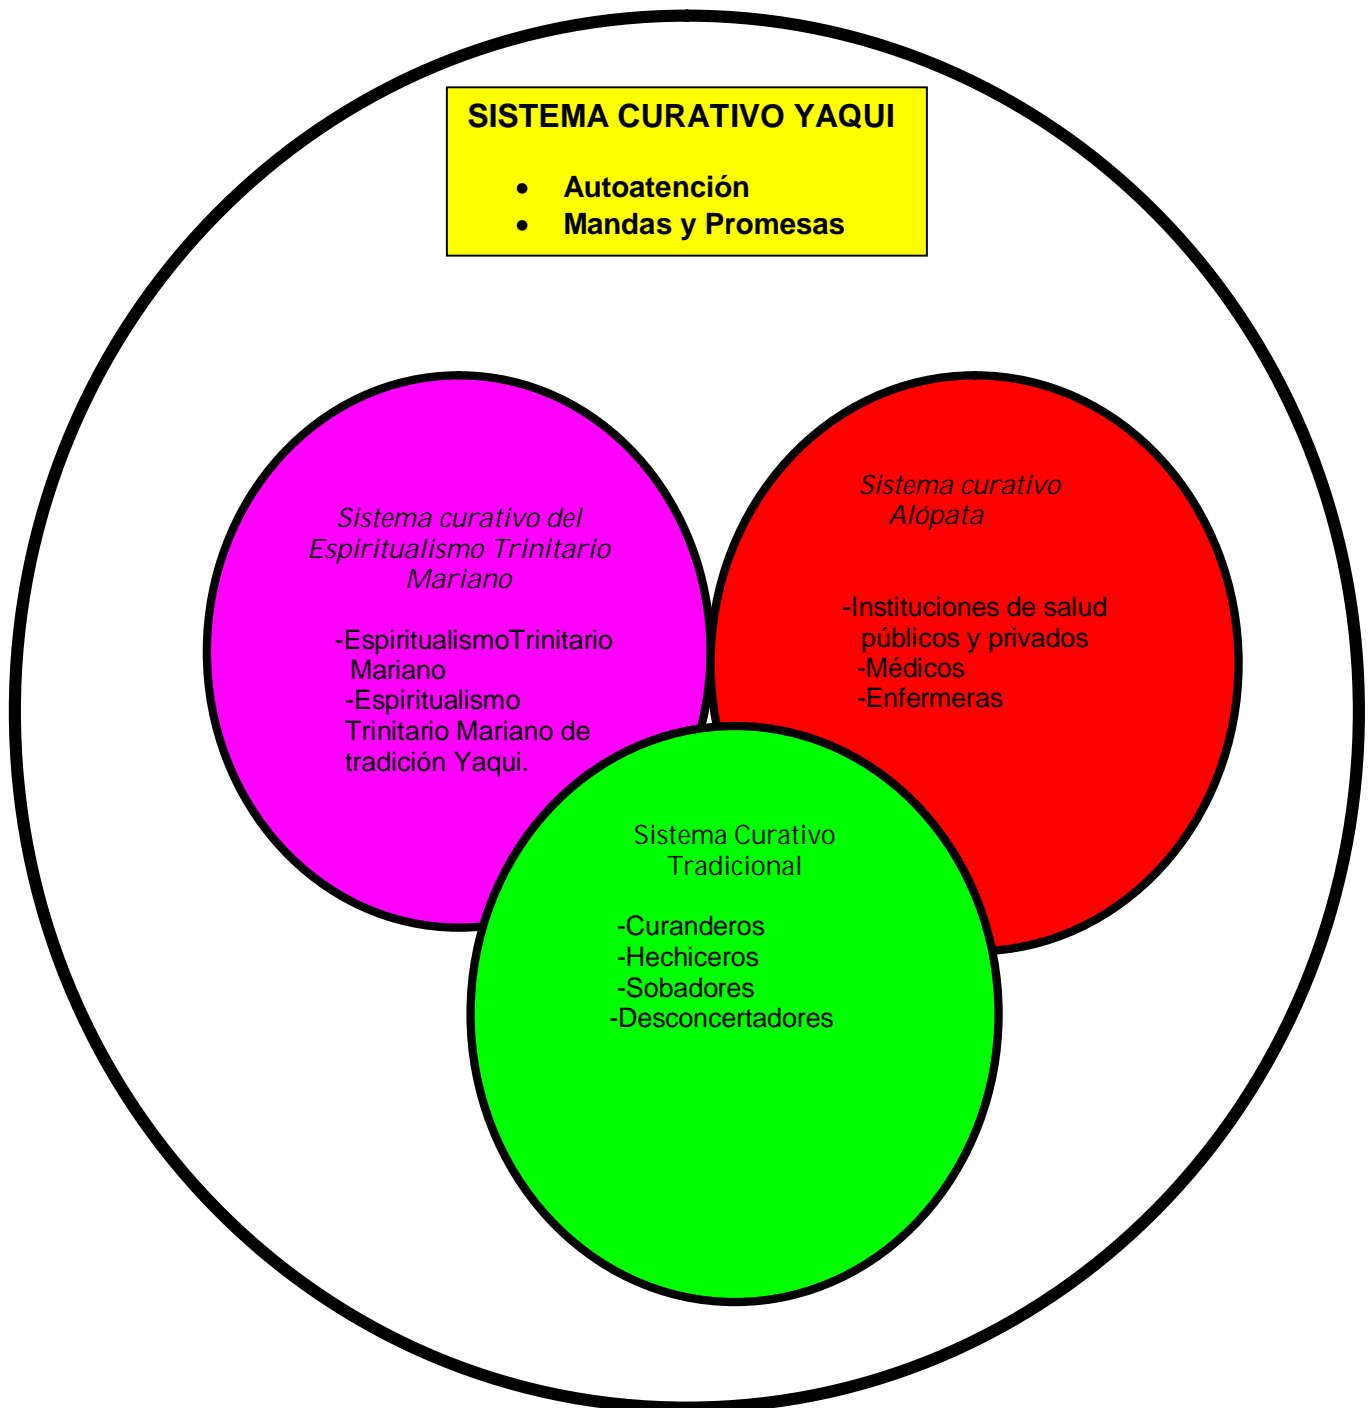 SISTEMA CURATIVO YAQUI
• Autoatención
• Mandas y Promesas
Sistema curativo del
Espiritualismo Trinitario
Mariano
-EspiritualismoTrinitario
Mariano
-Espiritualismo
Trinitario Mariano de
tradición Yaqui.
Sistema curativo
Alópata
-Instituciones de salud
públicos y privados
-Médicos
-Enfermeras
Sistema Curativo
Tradicional
-Curanderos
-Hechiceros
-Sobadores
-Desconcertadores